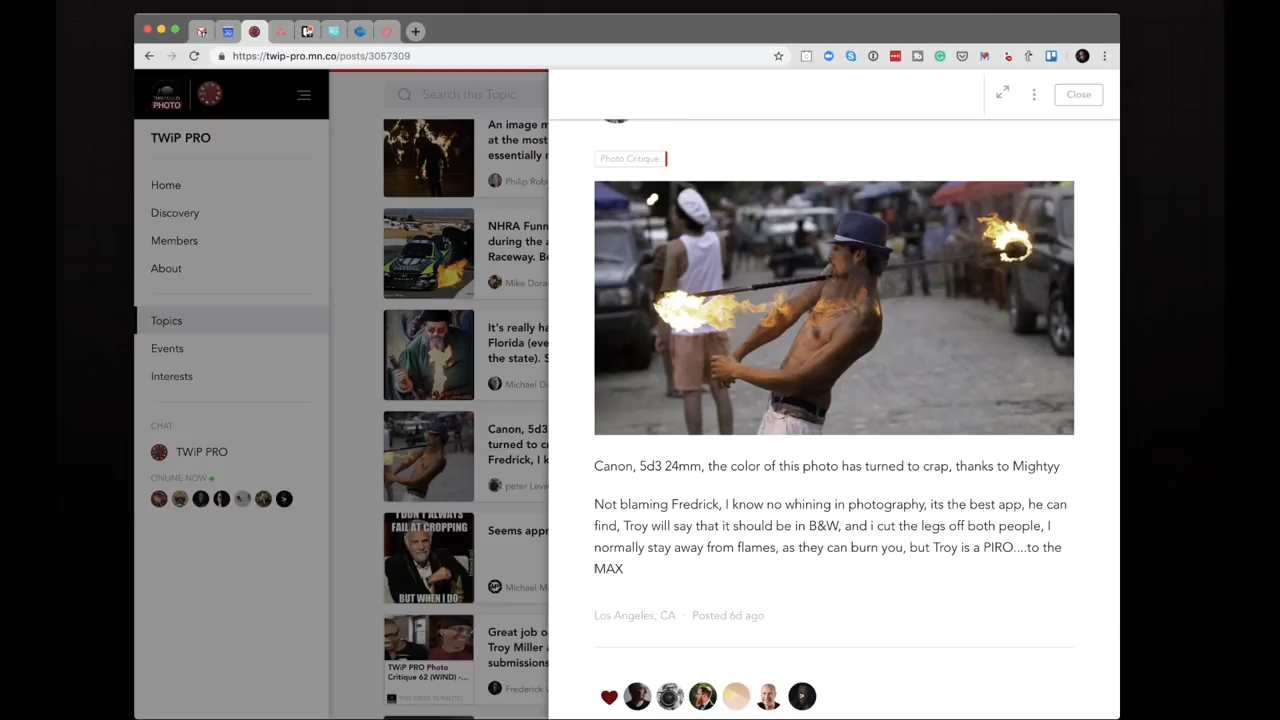 https://twip-pro.mn.co/posts/3057309
PHOTO
TWiP PRO
Home
Discovery
Members
About
Topics
Events
Interests
CHAT
TWiP PRO
ONLINE NOW
Search this Topic
An image m
at the most
essentially r
Philip Rob
NHRA Funn
during the a
Raceway. Be
Mike Dora
It's really ha
Florida (eve
the state). S
Michael D
Canon, 5d3
turned to cr
Fredrick, I k
peter Leva
I DON'T ALWAYS
FAIL AT CROPPING
BUT WHEN I DO
Seems appr
Michael M
TWiP PRO Photo
Critique 62 (WIND) -...
THIS WEEK IN PHOTO
Great job o
Troy Miller a
submissions
Frederick V
Close
Photo Critique
Canon, 5d3 24mm, the color of this photo has turned to crap, thanks to Mightyy
Not blaming Fredrick, I know no whining in photography, its the best app, he can
find, Troy will say that it should be in B&W, and i cut the legs off both people, I
normally stay away from flames, as they can burn you, but Troy is a PIRO....to the
MAX
Los Angeles, CA · Posted 6d ago